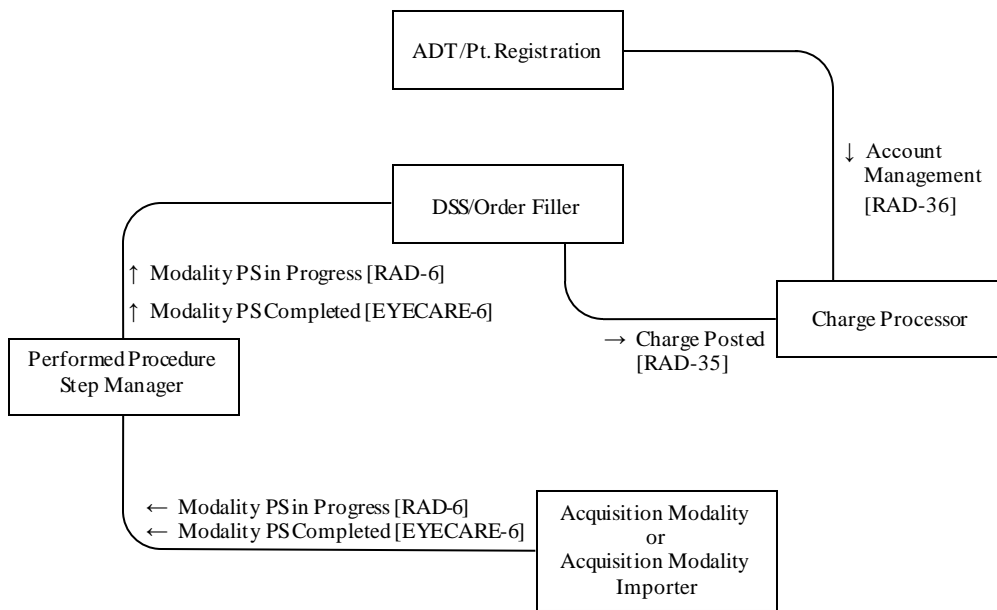 ADT/Pt. Registration
↓ Account
Management
[RAD-36]
DSS/Order Filler
↑ Modality PS in Progress [RAD-6]
↑ Modality PS Completed [EYECARE-6]
Charge Processor
→ Charge Posted
[RAD-35]
Performed Procedure
Step Manager
← Modality PS in Progress [RAD-6]
← Modality PS Completed [EYECARE-6]
Acquisition Modality
or
Acquisition Modality
Importer